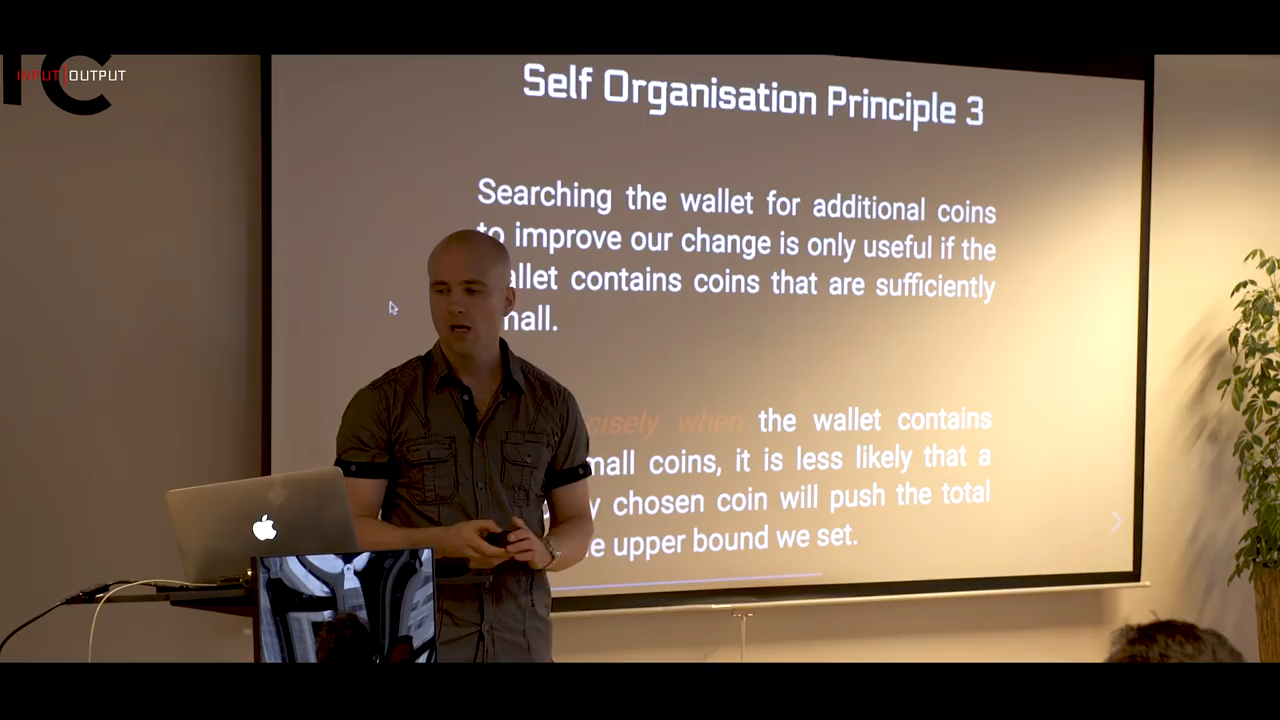 INPUT|OUTPUT
Self Organisation Principle 3
Searching the wallet for additional coins
to improve our change is only useful if the
allet contains coins that are sufficiently
mall.
cisely when the wallet contains
mall coins, it is less likely that a
y chosen coin will push the total
e upper bound we set.